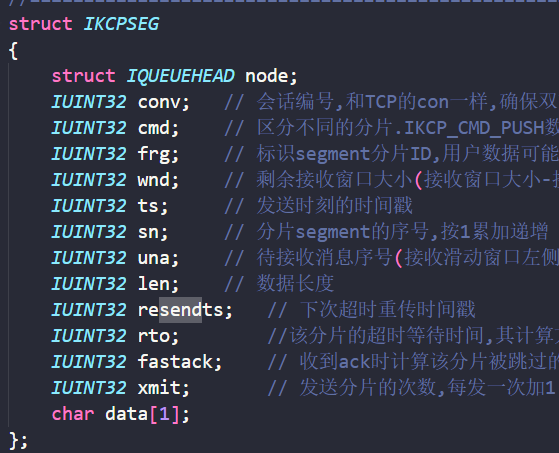 //--------------------------------------------------
struct IKCPSEG
{
struct IQUEUEHEAD node;
IUINT32 conv; // 会话编号,和TCP的con一样,确保双
IUINT32 cmd; // 区分不同的分片.IKCP_CMD_PUSH数
IUINT32 frg; // 标识segment分片ID,用户数据可能
IUINT32 wnd; // 剩余接收窗口大小(接收窗口大小-接
IUINT32 ts; // 发送时刻的时间戳
IUINT32 sn; // 分片segment的序号,按1累加递增
IUINT32 una; // 待接收消息序号(接收滑动窗口左侧
IUINT32 len; // 数据长度
IUINT32 resendts; // 下次超时重传时间戳
IUINT32 rto; //该分片的超时等待时间,其计算方
IUINT32 fastack; // 收到ack时计算该分片被跳过的
IUINT32 xmit; // 发送分片的次数,每发一次加1
char data[1];
};